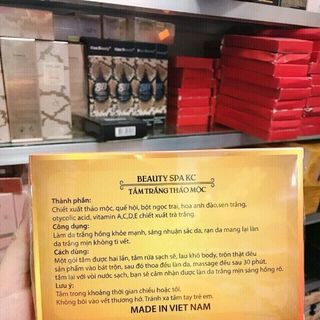 BEAUTY SPA KC
TẮM TRẮNG THẢO MỘC
Thành phần:
Chiết xuất thảo mộc, quế hồi, bột ngọc trai, hoa anh đào,sen trắng,
otycolic acid, vitamin A,C,D,E chiết xuất trà trắng.
Công dụng:
Làm da trắng hồng khỏe mạnh, sáng nhuận sắc da, rạn da mang lại làn
da trắng mịn không tì vết.
Cách dùng:
Một gói tắm được hai lần, tắm rửa sạch sẽ, lau khô body, trộn thật đều
sản phẩm vào bát trộn, sau đó thoa đều lên da, massage đều sau 30 phút,
tắm lại với vòi nước sạch, bạn sẽ cảm nhận được làn da trắng mịn sáng hồng rõ.
Lưu ý:
Tắm trong khoảng thời gian chiều hoặc tối.
Không bôi vào vết thương hở. Tránh xa tầm tay trẻ em.
MADE IN VIET NAM